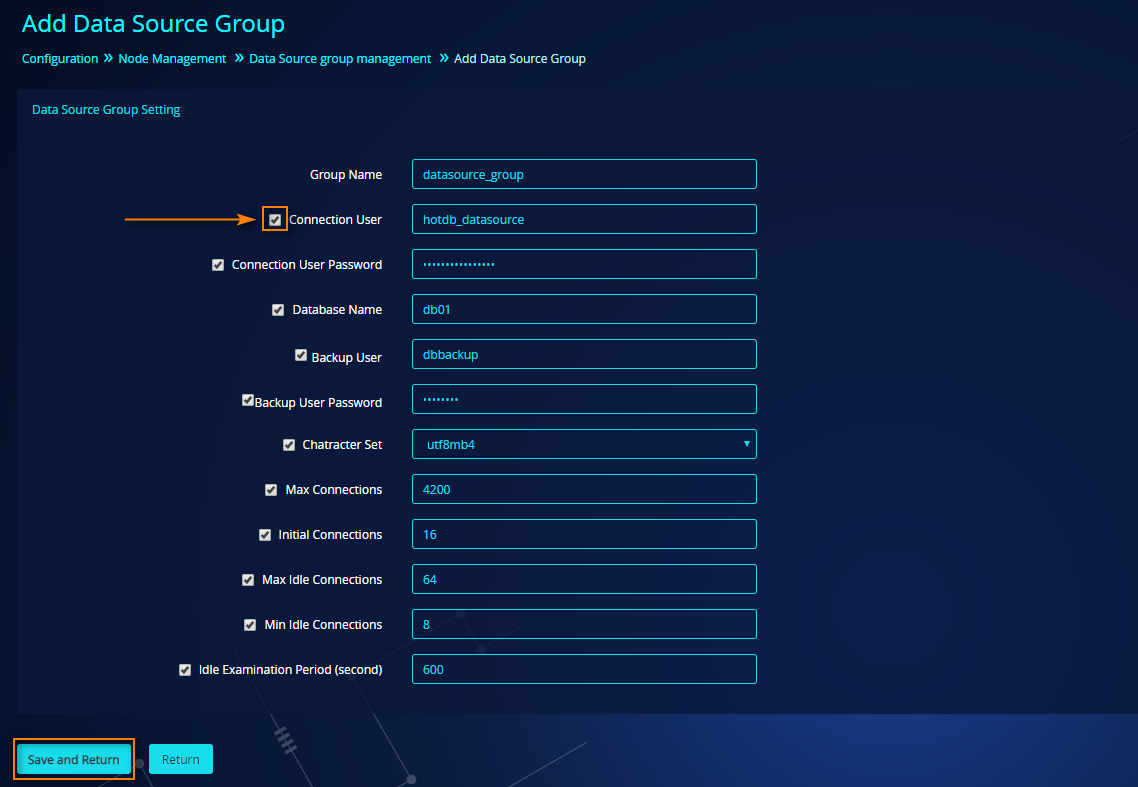 Add Data Source Group
Configuration » Node Management » Data Source group management » Add Data Source Group
Data Source Group Setting
Group Name datasource_group
Connection User hotdb_datasource
Connection User Password ················
Database Name db01
Backup User dbbackup
Backup User Password ········
Chatracter Set utf8mb4
Max Connections 4200
Initial Connections 16
Max Idle Connections 64
Min Idle Connections 8
Idle Examination Period (second) 600
Save and Return Return